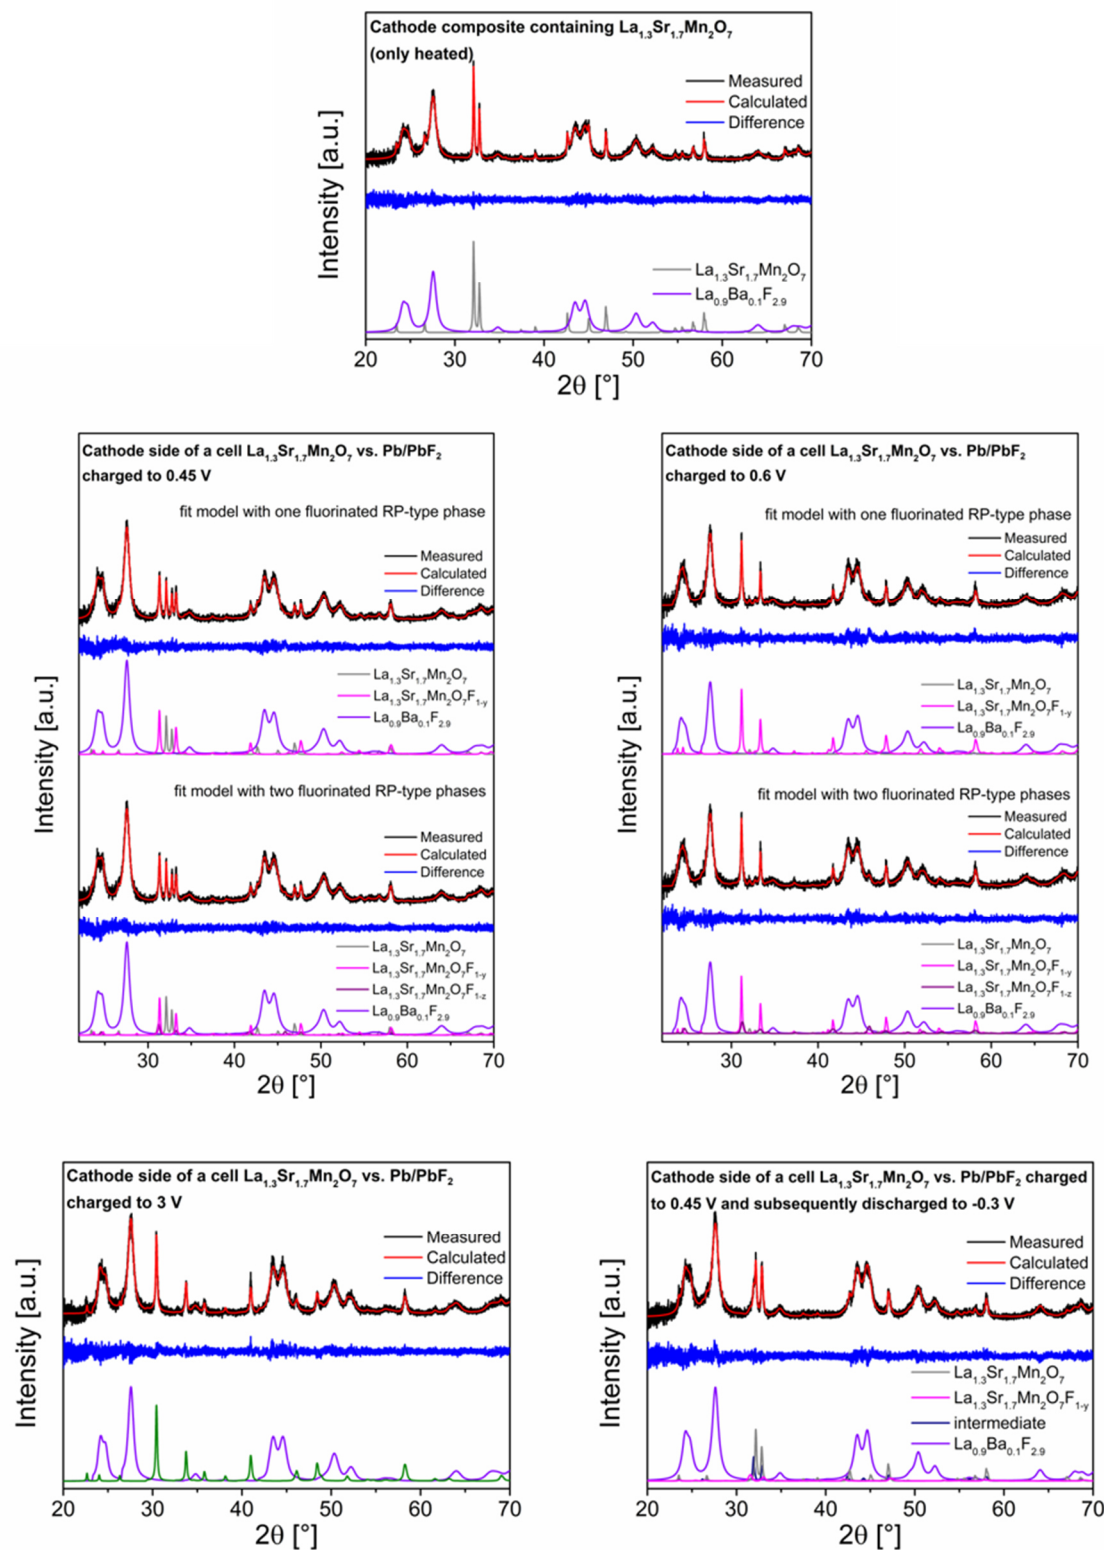 Cathode composite containing La1.3Sr1.7Mn2O7
(only heated)
Measured
Calculated
Difference
La1.3Sr1.7Mn2O7
La0.9Ba0.1F2.9
Intensity [a.u.]
20 30 40 50 60 70
2θ [°]
Cathode side of a cell La1.3Sr1.7Mn2O7 vs. Pb/PbF2
charged to 0.45 V
fit model with one fluorinated RP-type phase
Measured
Calculated
Difference
La1.3Sr1.7Mn2O7
La1.3Sr1.7Mn2O7F1-y
La0.9Ba0.1F2.9
fit model with two fluorinated RP-type phases
Measured
Calculated
Difference
La1.3Sr1.7Mn2O7
La1.3Sr1.7Mn2O7F1-y
La1.3Sr1.7Mn2O7F1-z
La0.9Ba0.1F2.9
Intensity [a.u.]
30 40 50 60 70
2θ [°]
Cathode side of a cell La1.3Sr1.7Mn2O7 vs. Pb/PbF2
charged to 0.6 V
fit model with one fluorinated RP-type phase
Measured
Calculated
Difference
La1.3Sr1.7Mn2O7
La1.3Sr1.7Mn2O7F1-y
La0.9Ba0.1F2.9
fit model with two fluorinated RP-type phases
Measured
Calculated
Difference
La1.3Sr1.7Mn2O7
La1.3Sr1.7Mn2O7F1-y
La1.3Sr1.7Mn2O7F1-z
La0.9Ba0.1F2.9
Intensity [a.u.]
30 40 50 60 70
2θ [°]
Cathode side of a cell La1.3Sr1.7Mn2O7 vs. Pb/PbF2
charged to 3 V
Measured
Calculated
Difference
Intensity [a.u.]
20 30 40 50 60 70
2θ [°]
Cathode side of a cell La1.3Sr1.7Mn2O7 vs. Pb/PbF2 charged
to 0.45 V and subsequently discharged to -0.3 V
Measured
Calculated
Difference
La1.3Sr1.7Mn2O7
La1.3Sr1.7Mn2O7F1-y
intermediate
La0.9Ba0.1F2.9
Intensity [a.u.]
20 30 40 50 60 70
2θ [°]